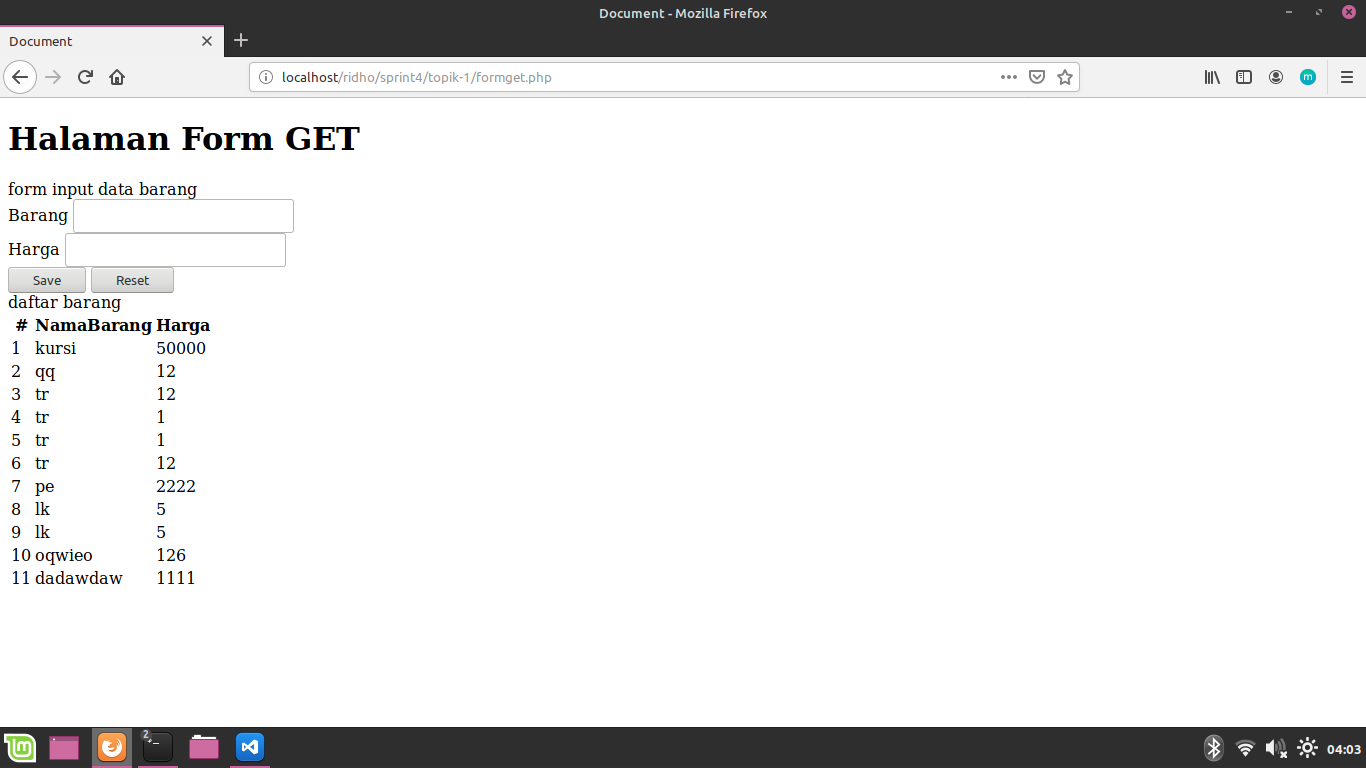 Document - Mozilla Firefox
Document
localhost/ridho/sprint4/topik-1/formget.php
m
Halaman Form GET
form input data barang
Barang
Harga
Save Reset
daftar barang
# NamaBarang Harga
1 kursi 50000
2 qq 12
3 tr 12
4 tr 1
5 tr 1
6 tr 12
7 pe 2222
8 lk 5
9 lk 5
10 oqwieo 126
11 dadawdaw 1111
2
04:03